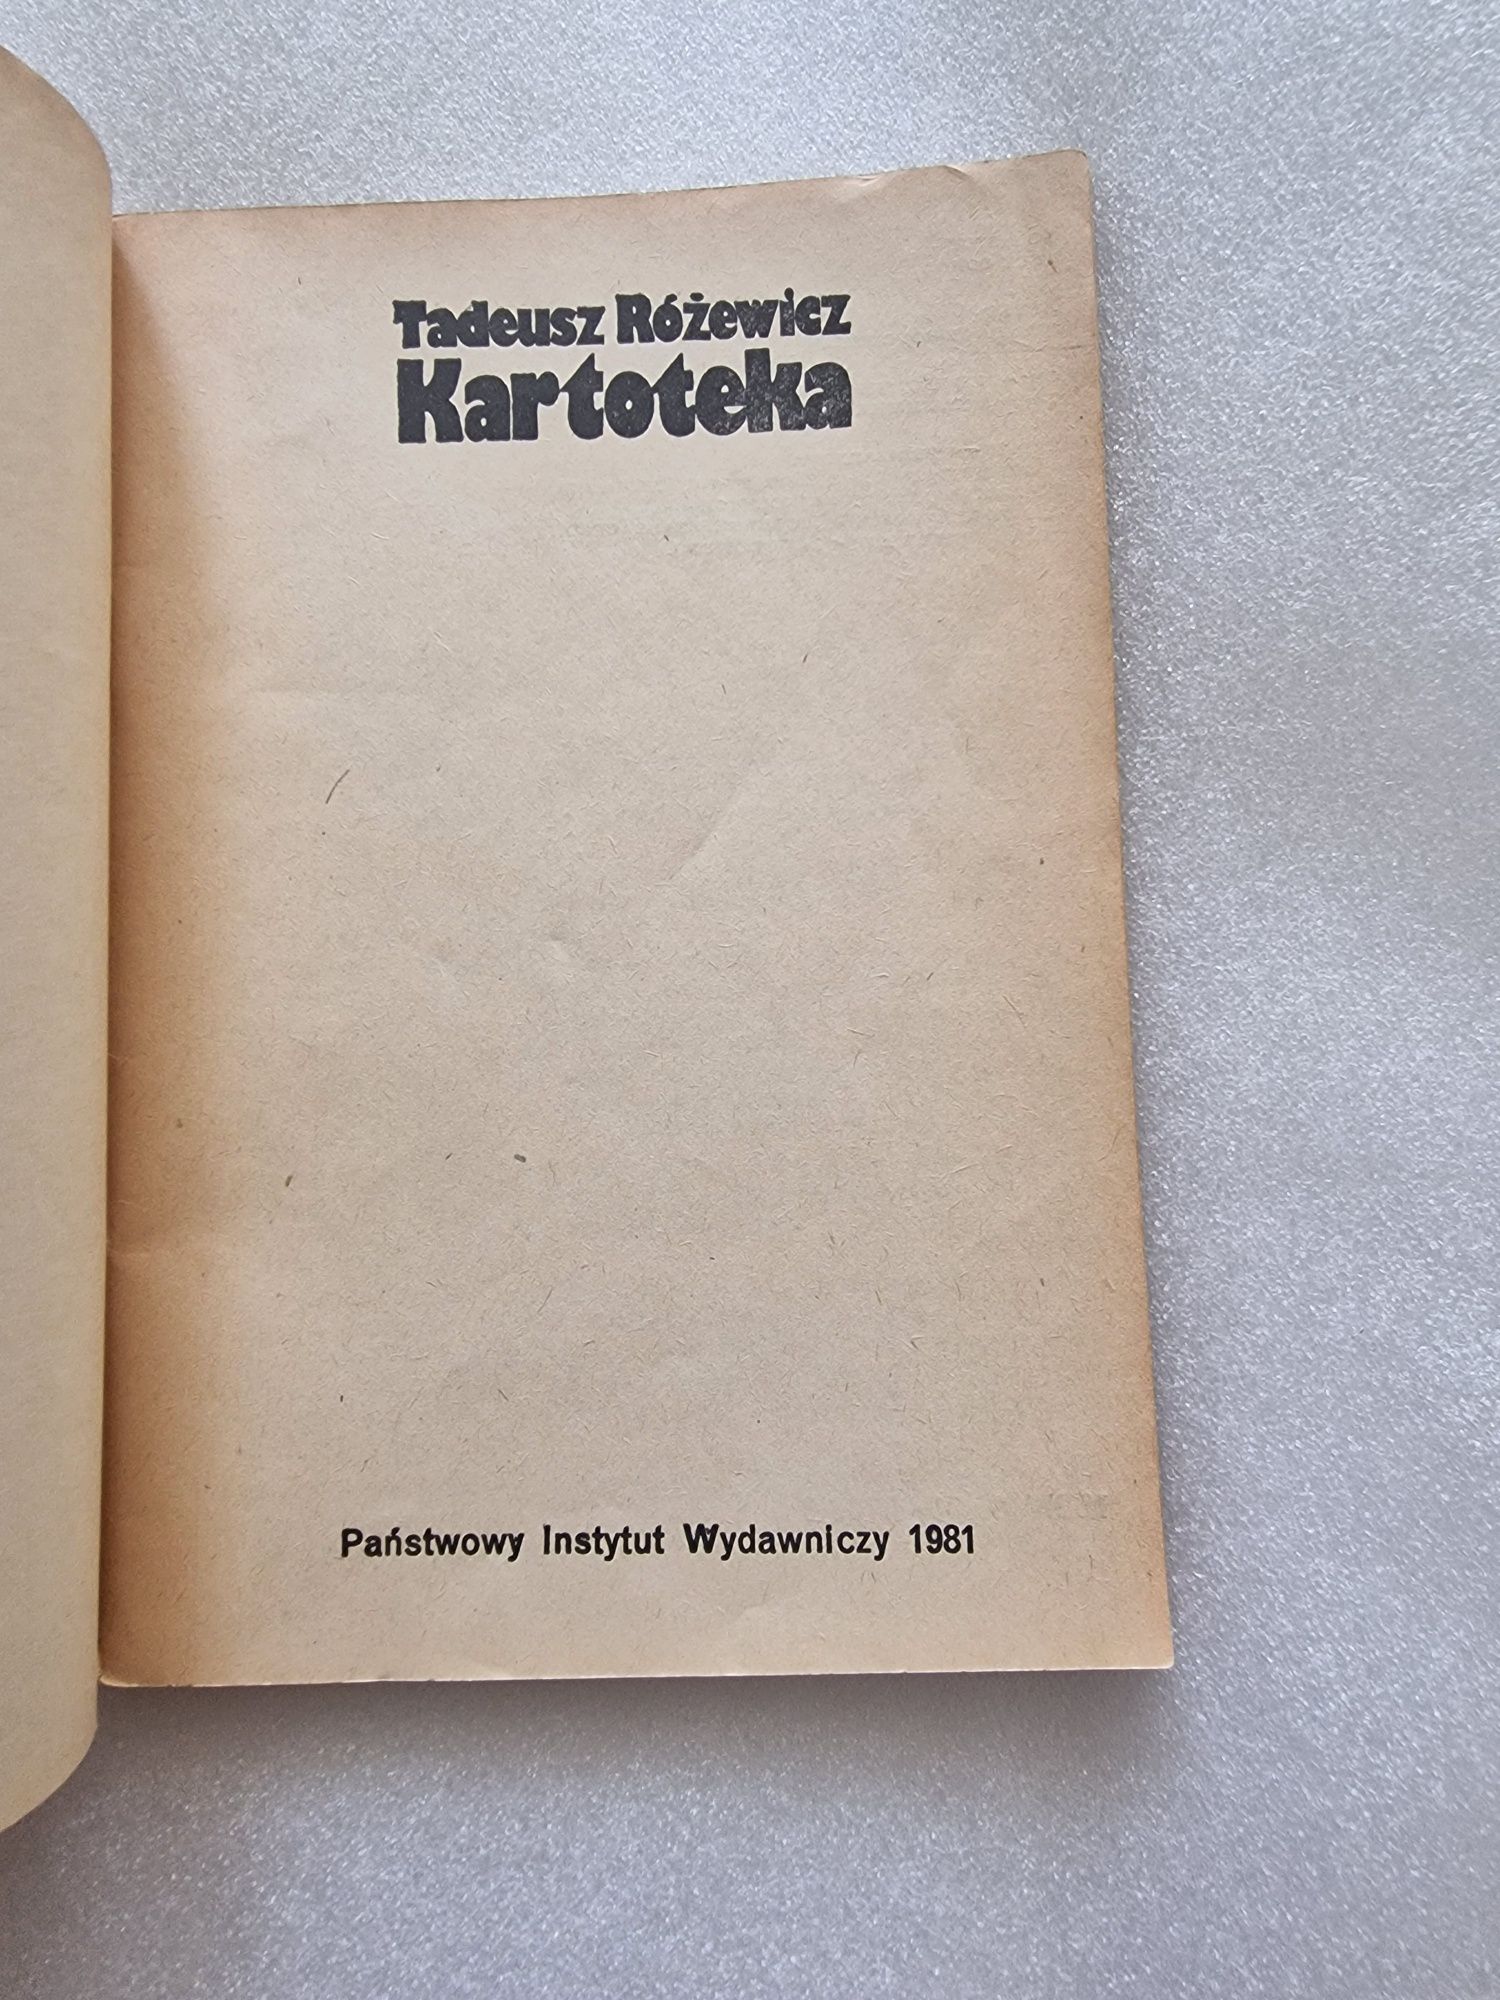 Tadeusz Różewicz
Kartoteka
Państwowy Instytut Wydawniczy 1981